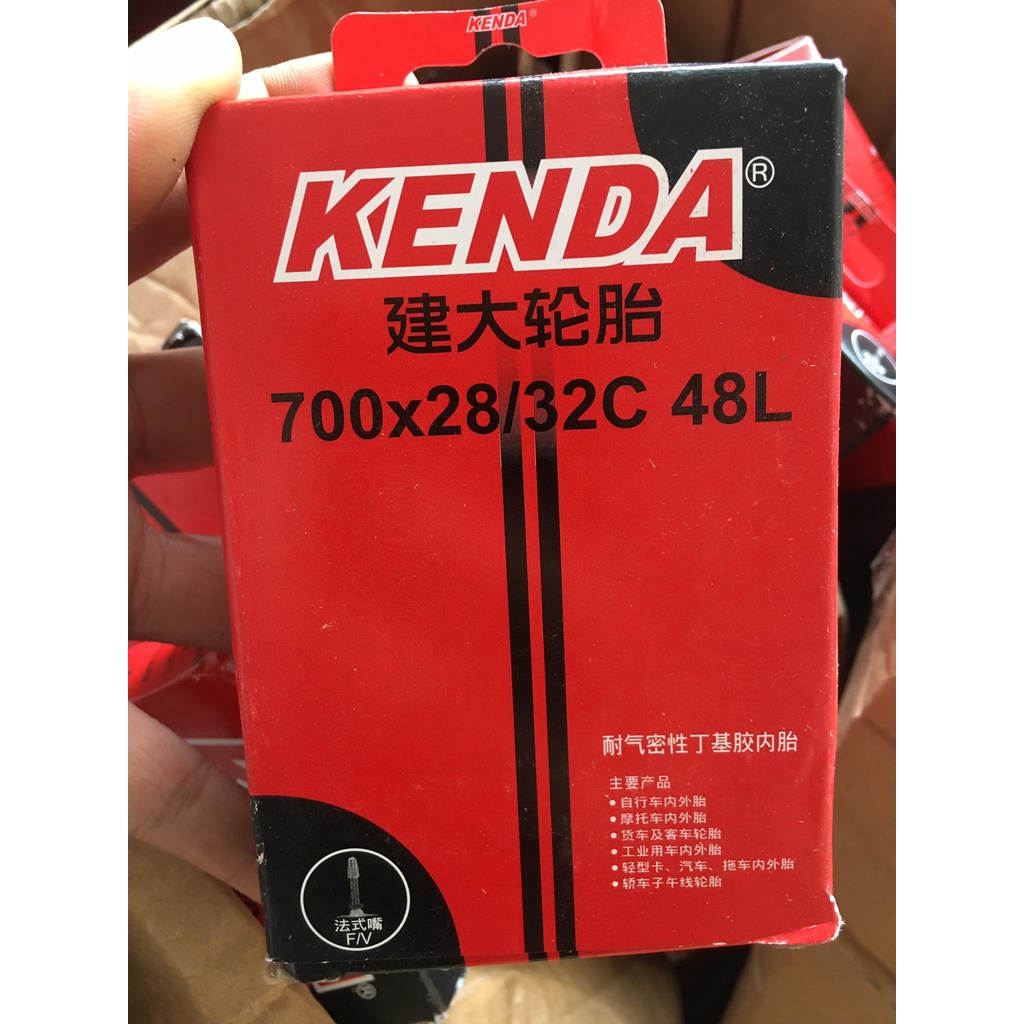 KENDA®
KENDA®
建大轮胎
700x28/32C 48L
耐气密性丁基胶内胎
主要产品
•自行车内外胎
•摩托车内外胎
•货车及客车轮胎
•工业用车内外胎
•轻型卡、汽车、拖车内外胎
•轿车子午线轮胎
法式嘴
F/V
®